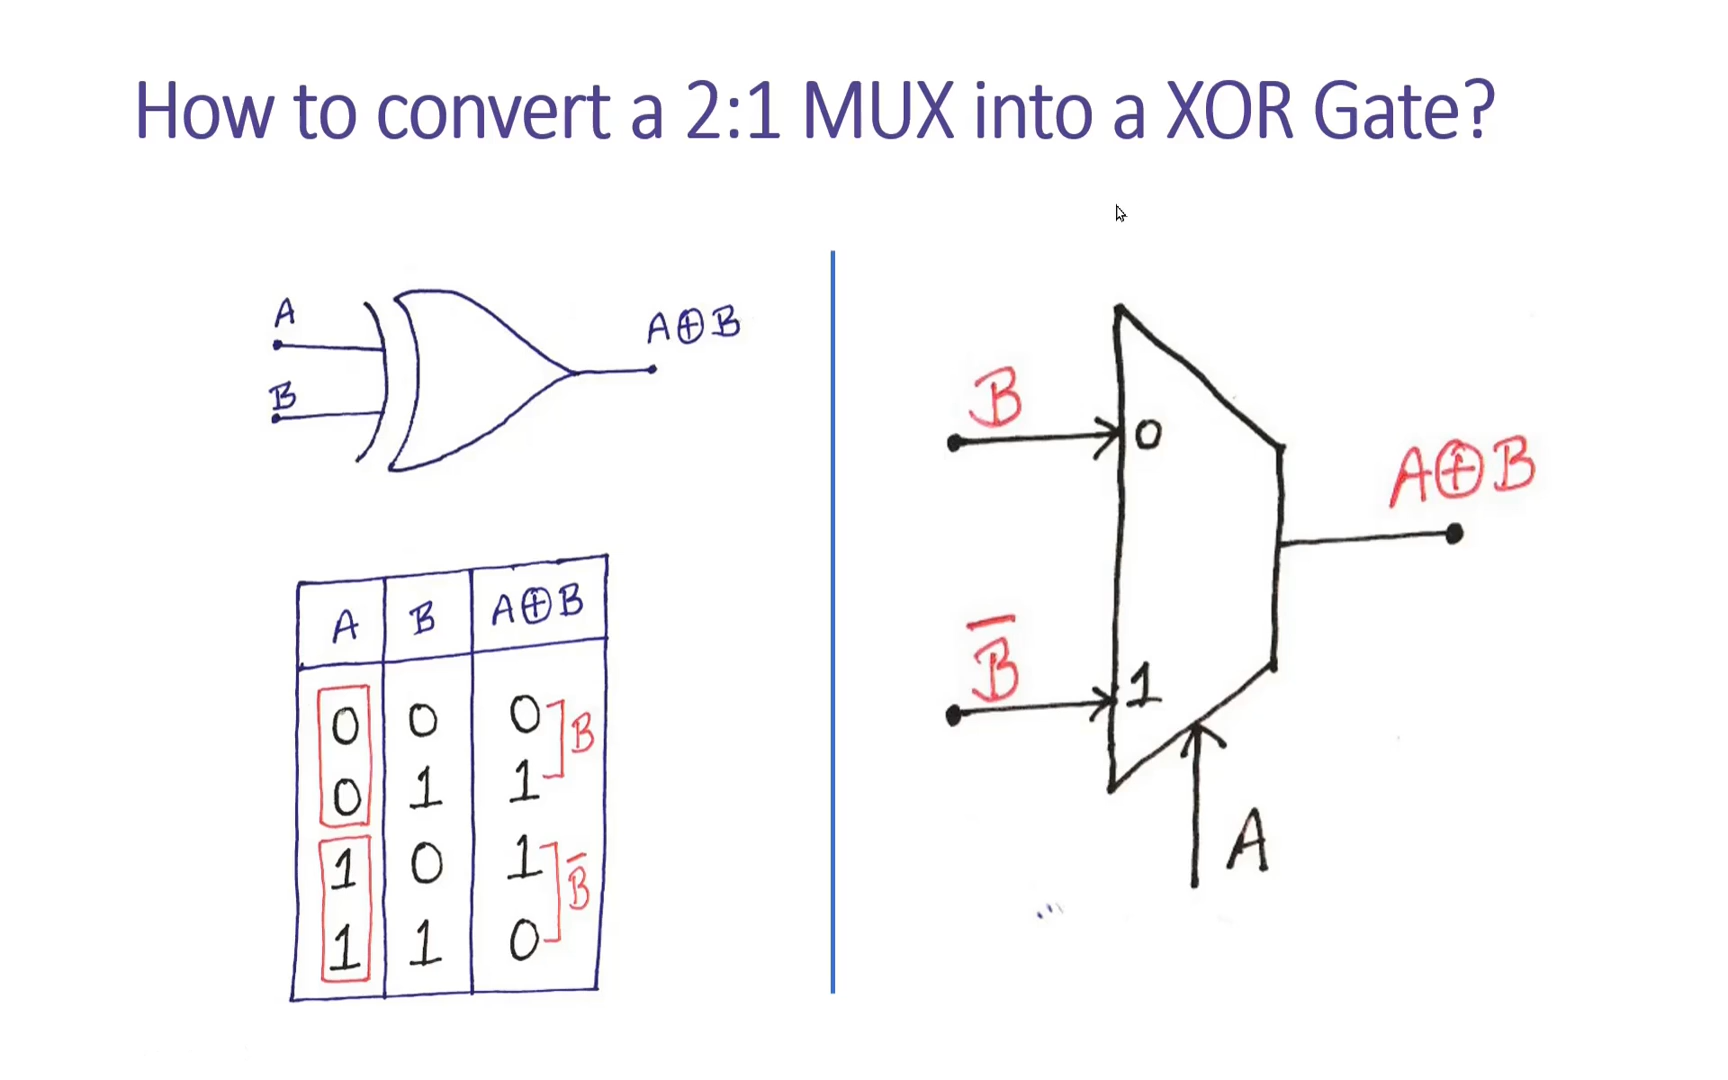 How to convert a 2:1 MUX into a XOR Gate?
A
B
A⊕B
A B A⊕B
0 0 0
0 1 1
B
1 0 1
1 1 0
B̅
B
0
B̅
1
A⊕B
A